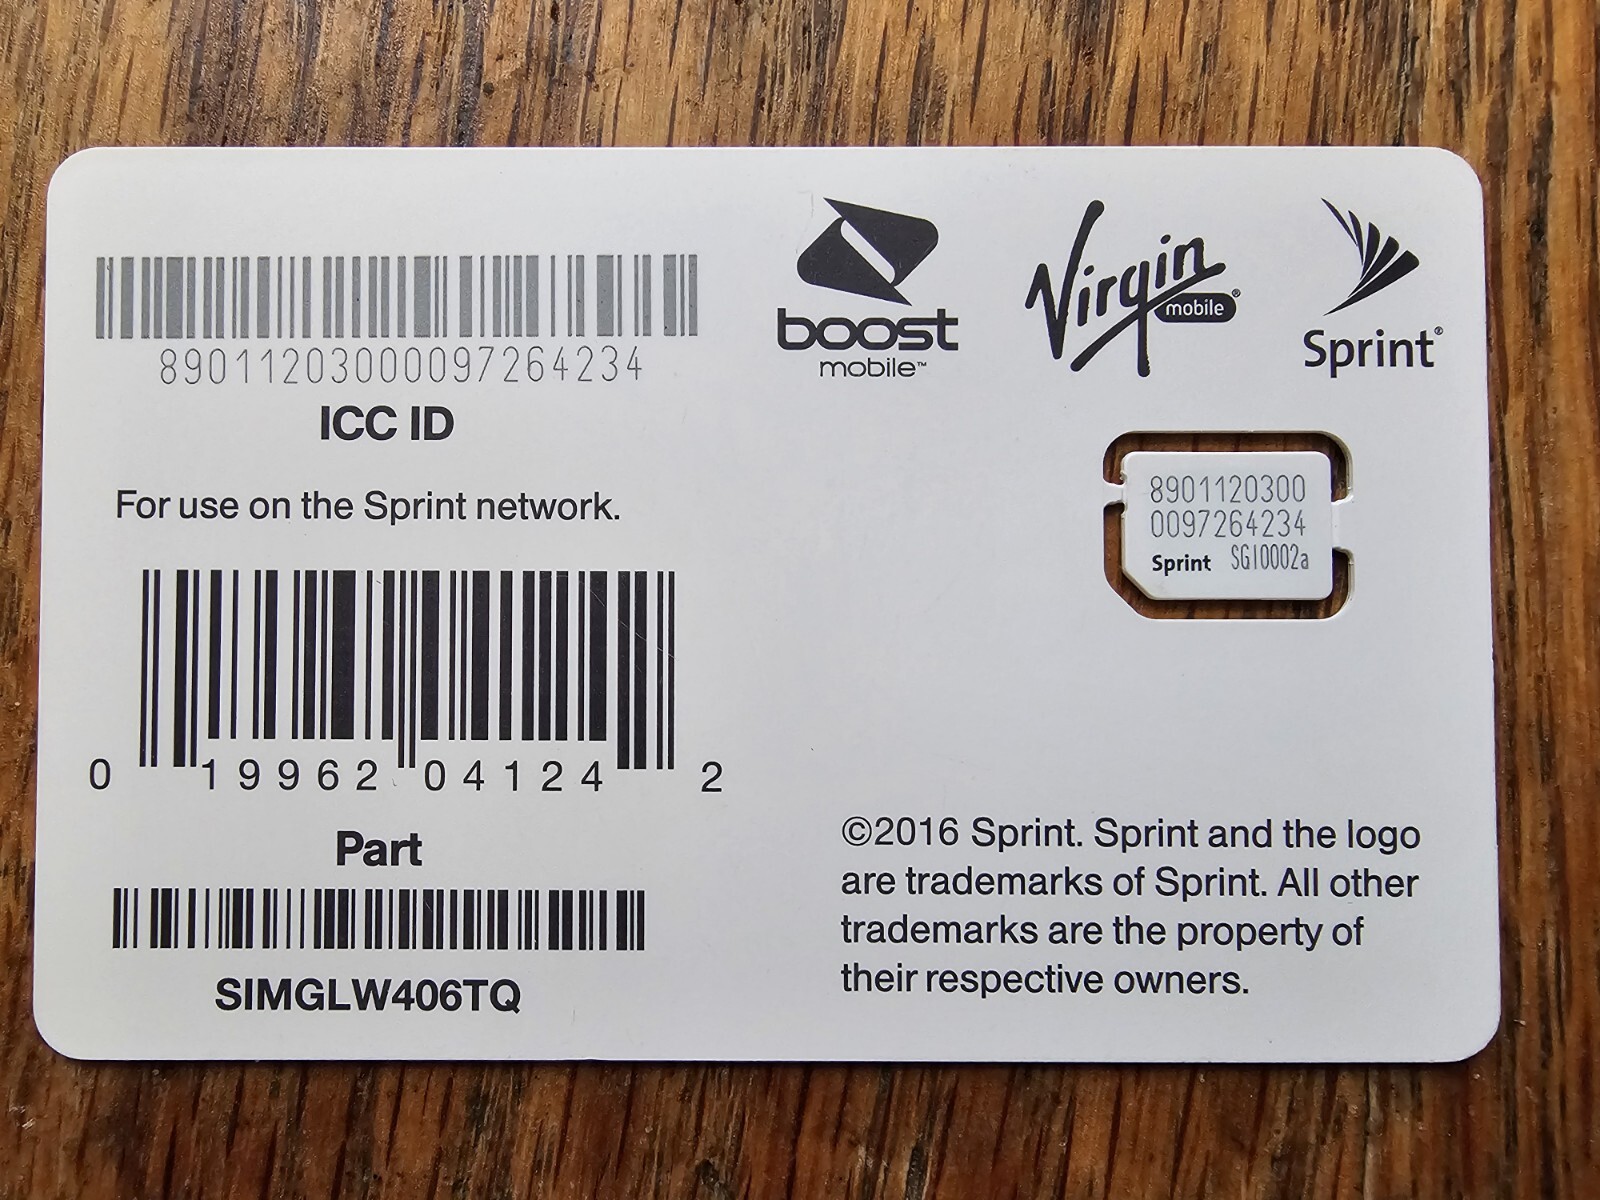 boost
mobile™
Virgin
mobile®
Sprint®
89011203000097264234
ICC ID
For use on the Sprint network.
8901120300
0097264234
Sprint SGI0002a
0 19962 04124 2
Part
SIMGLW406TQ
©2016 Sprint. Sprint and the logo
are trademarks of Sprint. All other
trademarks are the property of
their respective owners.